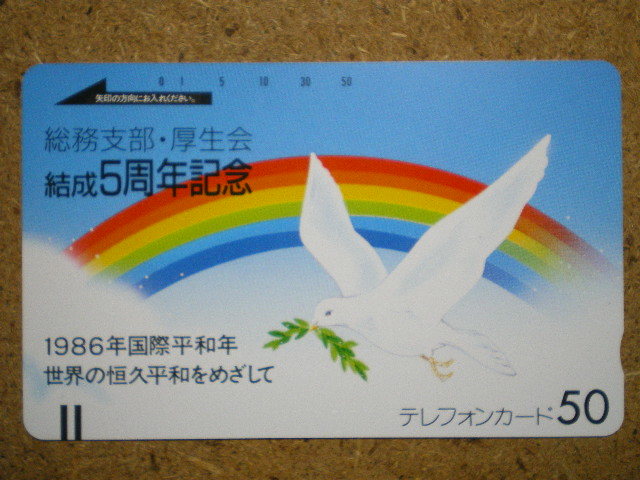 0 1 5 10 30 50
矢印の方向にお入れください。
総務支部・厚生会
結成5周年記念
1986年国際平和年
世界の恒久平和をめざして
テレフォンカード50